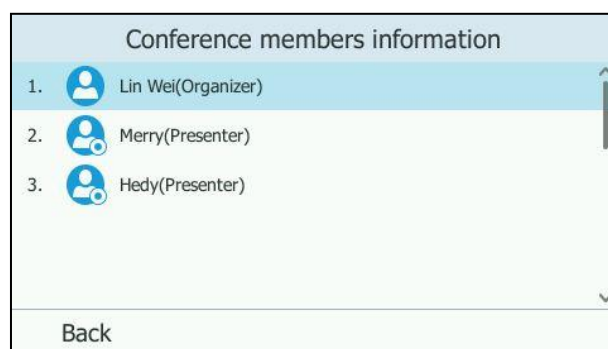 Conference members information
1. Lin Wei(Organizer)
2. Merry(Presenter)
3. Hedy(Presenter)
Back